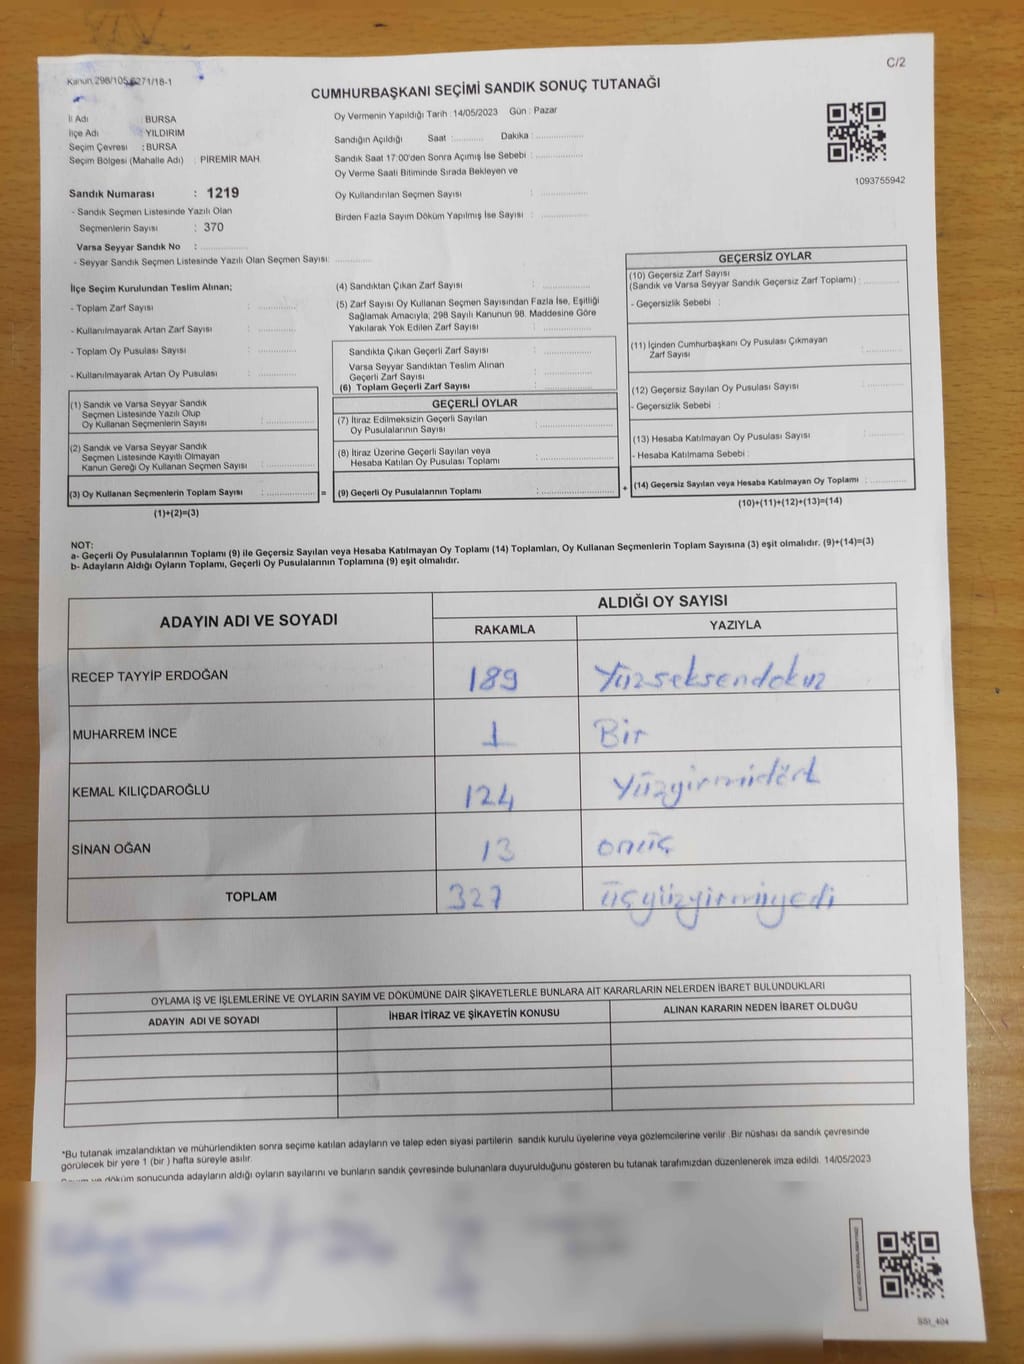 Kanun 298/105,6271/18-1
C/2
CUMHURBAŞKANI SEÇİMİ SANDIK SONUÇ TUTANAĞI
İl Adı : BURSA
İlçe Adı : YILDIRIM
Seçim Çevresi : BURSA
Seçim Bölgesi (Mahalle Adı) : PİREMİR MAH.
Oy Vermenin Yapıldığı Tarih : 14/05/2023 Gün : Pazar
Sandığın Açıldığı Saat : ............ Dakika : ............
Sandık Saat 17:00'den Sonra Açımış İse Sebebi : ............
Oy Verme Saati Bitiminde Sırada Bekleyen ve
Oy Kullandırılan Seçmen Sayısı : ............
Birden Fazla Sayım Döküm Yapılmış İse Sayısı : ............
1093755942
Sandık Numarası : 1219
- Sandık Seçmen Listesinde Yazılı Olan
Seçmenlerin Sayısı : 370
Varsa Seyyar Sandık No : ............
- Seyyar Sandık Seçmen Listesinde Yazılı Olan Seçmen Sayısı: ............
İlçe Seçim Kurulundan Teslim Alınan;
- Toplam Zarf Sayısı : ............
- Kullanılmayarak Artan Zarf Sayısı : ............
- Toplam Oy Pusulası Sayısı : ............
- Kullanılmayarak Artan Oy Pusulası : ............
(1) Sandık ve Varsa Seyyar Sandık
Seçmen Listesinde Yazılı Olup
Oy Kullanan Seçmenlerin Sayısı : ............
(2) Sandık ve Varsa Seyyar Sandık
Seçmen Listesinde Kayıtlı Olmayan
Kanun Gereği Oy Kullanan Seçmen Sayısı : ............
(3) Oy Kullanan Seçmenlerin Toplam Sayısı : ............ =
(1)+(2)=(3)
(4) Sandıktan Çıkan Zarf Sayısı : ............
(5) Zarf Sayısı Oy Kullanan Seçmen Sayısından Fazla İse, Eşitliği
Sağlamak Amacıyla; 298 Sayılı Kanunun 98. Maddesine Göre
Yakılarak Yok Edilen Zarf Sayısı : ............
Sandıkta Çıkan Geçerli Zarf Sayısı : ............
Varsa Seyyar Sandıktan Teslim Alınan
Geçerli Zarf Sayısı : ............
(6) Toplam Geçerli Zarf Sayısı : ............
GEÇERLİ OYLAR
(7) İtiraz Edilmeksizin Geçerli Sayılan
Oy Pusulalarının Sayısı : ............
(8) İtiraz Üzerine Geçerli Sayılan veya
Hesaba Katılan Oy Pusulası Toplamı : ............
(9) Geçerli Oy Pusulalarının Toplamı : ............ +
GEÇERSİZ OYLAR
(10) Geçersiz Zarf Sayısı
(Sandık ve Varsa Seyyar Sandık Geçersiz Zarf Toplamı) : ............
- Geçersizlik Sebebi :
(11) İçinden Cumhurbaşkanı Oy Pusulası Çıkmayan
Zarf Sayısı : ............
(12) Geçersiz Sayılan Oy Pusulası Sayısı : ............
- Geçersizlik Sebebi :
(13) Hesaba Katılmayan Oy Pusulası Sayısı : ............
- Hesaba Katılmama Sebebi :
(14) Geçersiz Sayılan veya Hesaba Katılmayan Oy Toplamı : ............
(10)+(11)+(12)+(13)=(14)
NOT:
a- Geçerli Oy Pusulalarının Toplamı (9) ile Geçersiz Sayılan veya Hesaba Katılmayan Oy Toplamı (14) Toplamları, Oy Kullanan Seçmenlerin Toplam Sayısına (3) eşit olmalıdır. (9)+(14)=(3)
b- Adayların Aldığı Oyların Toplamı, Geçerli Oy Pusulalarının Toplamına (9) eşit olmalıdır.
ADAYIN ADI VE SOYADI ALDIĞI OY SAYISI
RAKAMLA YAZIYLA
RECEP TAYYİP ERDOĞAN 189 Yüzseksendokuz
MUHARREM İNCE 1 Bir
KEMAL KILIÇDAROĞLU 124 Yüzyirmidört
SİNAN OĞAN 13 onüç
TOPLAM 327 üçyüzyirmiyedi
OYLAMA İŞ VE İŞLEMLERİNE VE OYLARIN SAYIM VE DÖKÜMÜNE DAİR ŞİKAYETLERLE BUNLARA AİT KARARLARIN NELERDEN İBARET BULUNDUKLARI
ADAYIN ADI VE SOYADI İHBAR İTİRAZ VE ŞİKAYETİN KONUSU ALINAN KARARIN NEDEN İBARET OLDUĞU
*Bu tutanak imzalandıktan ve mühürlendikten sonra seçime katılan adayların ve talep eden siyasi partilerin sandık kurulu üyelerine veya gözlemcilerine verilir .Bir nüshası da sandık çevresinde
görülecek bir yere 1 (bir ) hafta süreyle asılır.
ve döküm sonucunda adayların aldığı oyların sayılarını ve bunların sandık çevresinde bulunanlara duyurulduğunu gösteren bu tutanak tarafımızdan düzenlenerek imza edildi. 14/05/2023
SSI_404